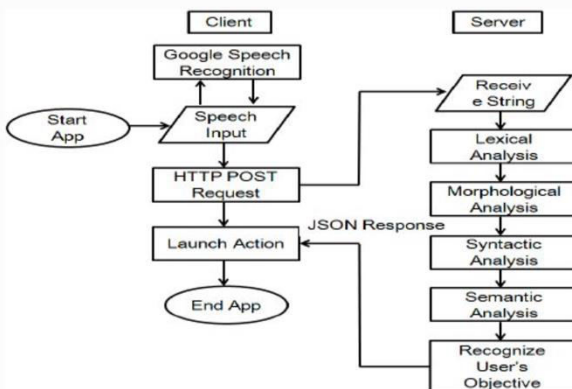 Client
Server
Google Speech
Recognition
Start
App
Speech
Input
Receiv
e String
HTTP POST
Request
Lexical
Analysis
Morphological
Analysis
JSON Response
Launch Action
Syntactic
Analysis
End App
Semantic
Analysis
Recognize
User's
Objective